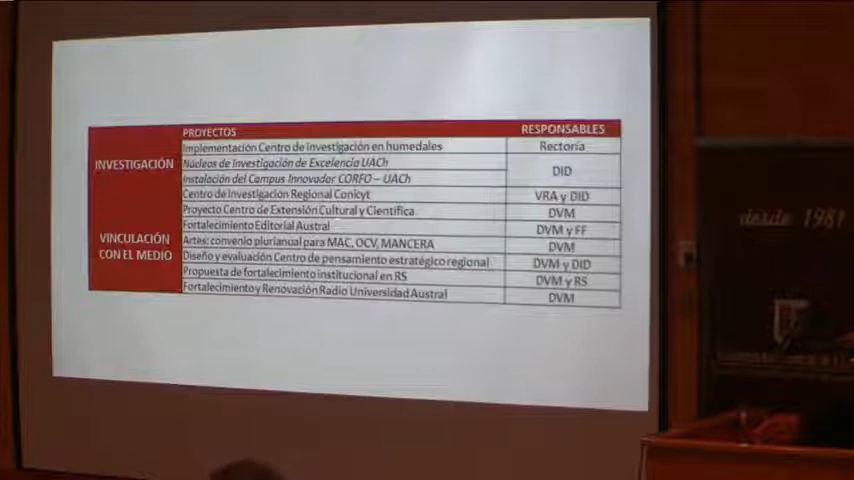 PROYECTOS RESPONSABLES
INVESTIGACIÓN
Implementación Centro de investigación en humedales Rectoría
Núcleos de Investigación de Excelencia UACh DID
Instalación del Campus Innovador CORFO – UACh
Centro de Investigación Regional Conicyt VRA y DID
VINCULACIÓN
CON EL MEDIO
Proyecto Centro de Extensión Cultural y Científica. DVM
Fortalecimiento Editorial Austral DVM y FF
Artes: convenio plurianual para MAC, OCV, MANCERA DVM
Diseño y evaluación Centro de pensamiento estratégico regional DVM y DID
Propuesta de fortalecimiento institucional en RS DVM y RS
Fortalecimiento y Renovación Radio Universidad Austral DVM
desde 1981